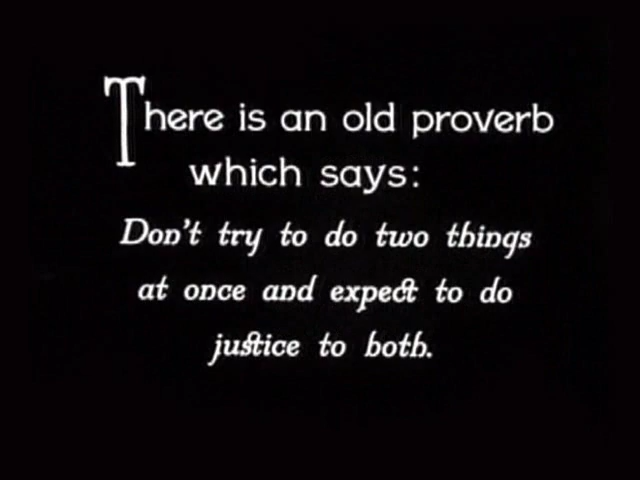 There is an old proverb
which says:
Don't try to do two things
at once and expect to do
justice to both.